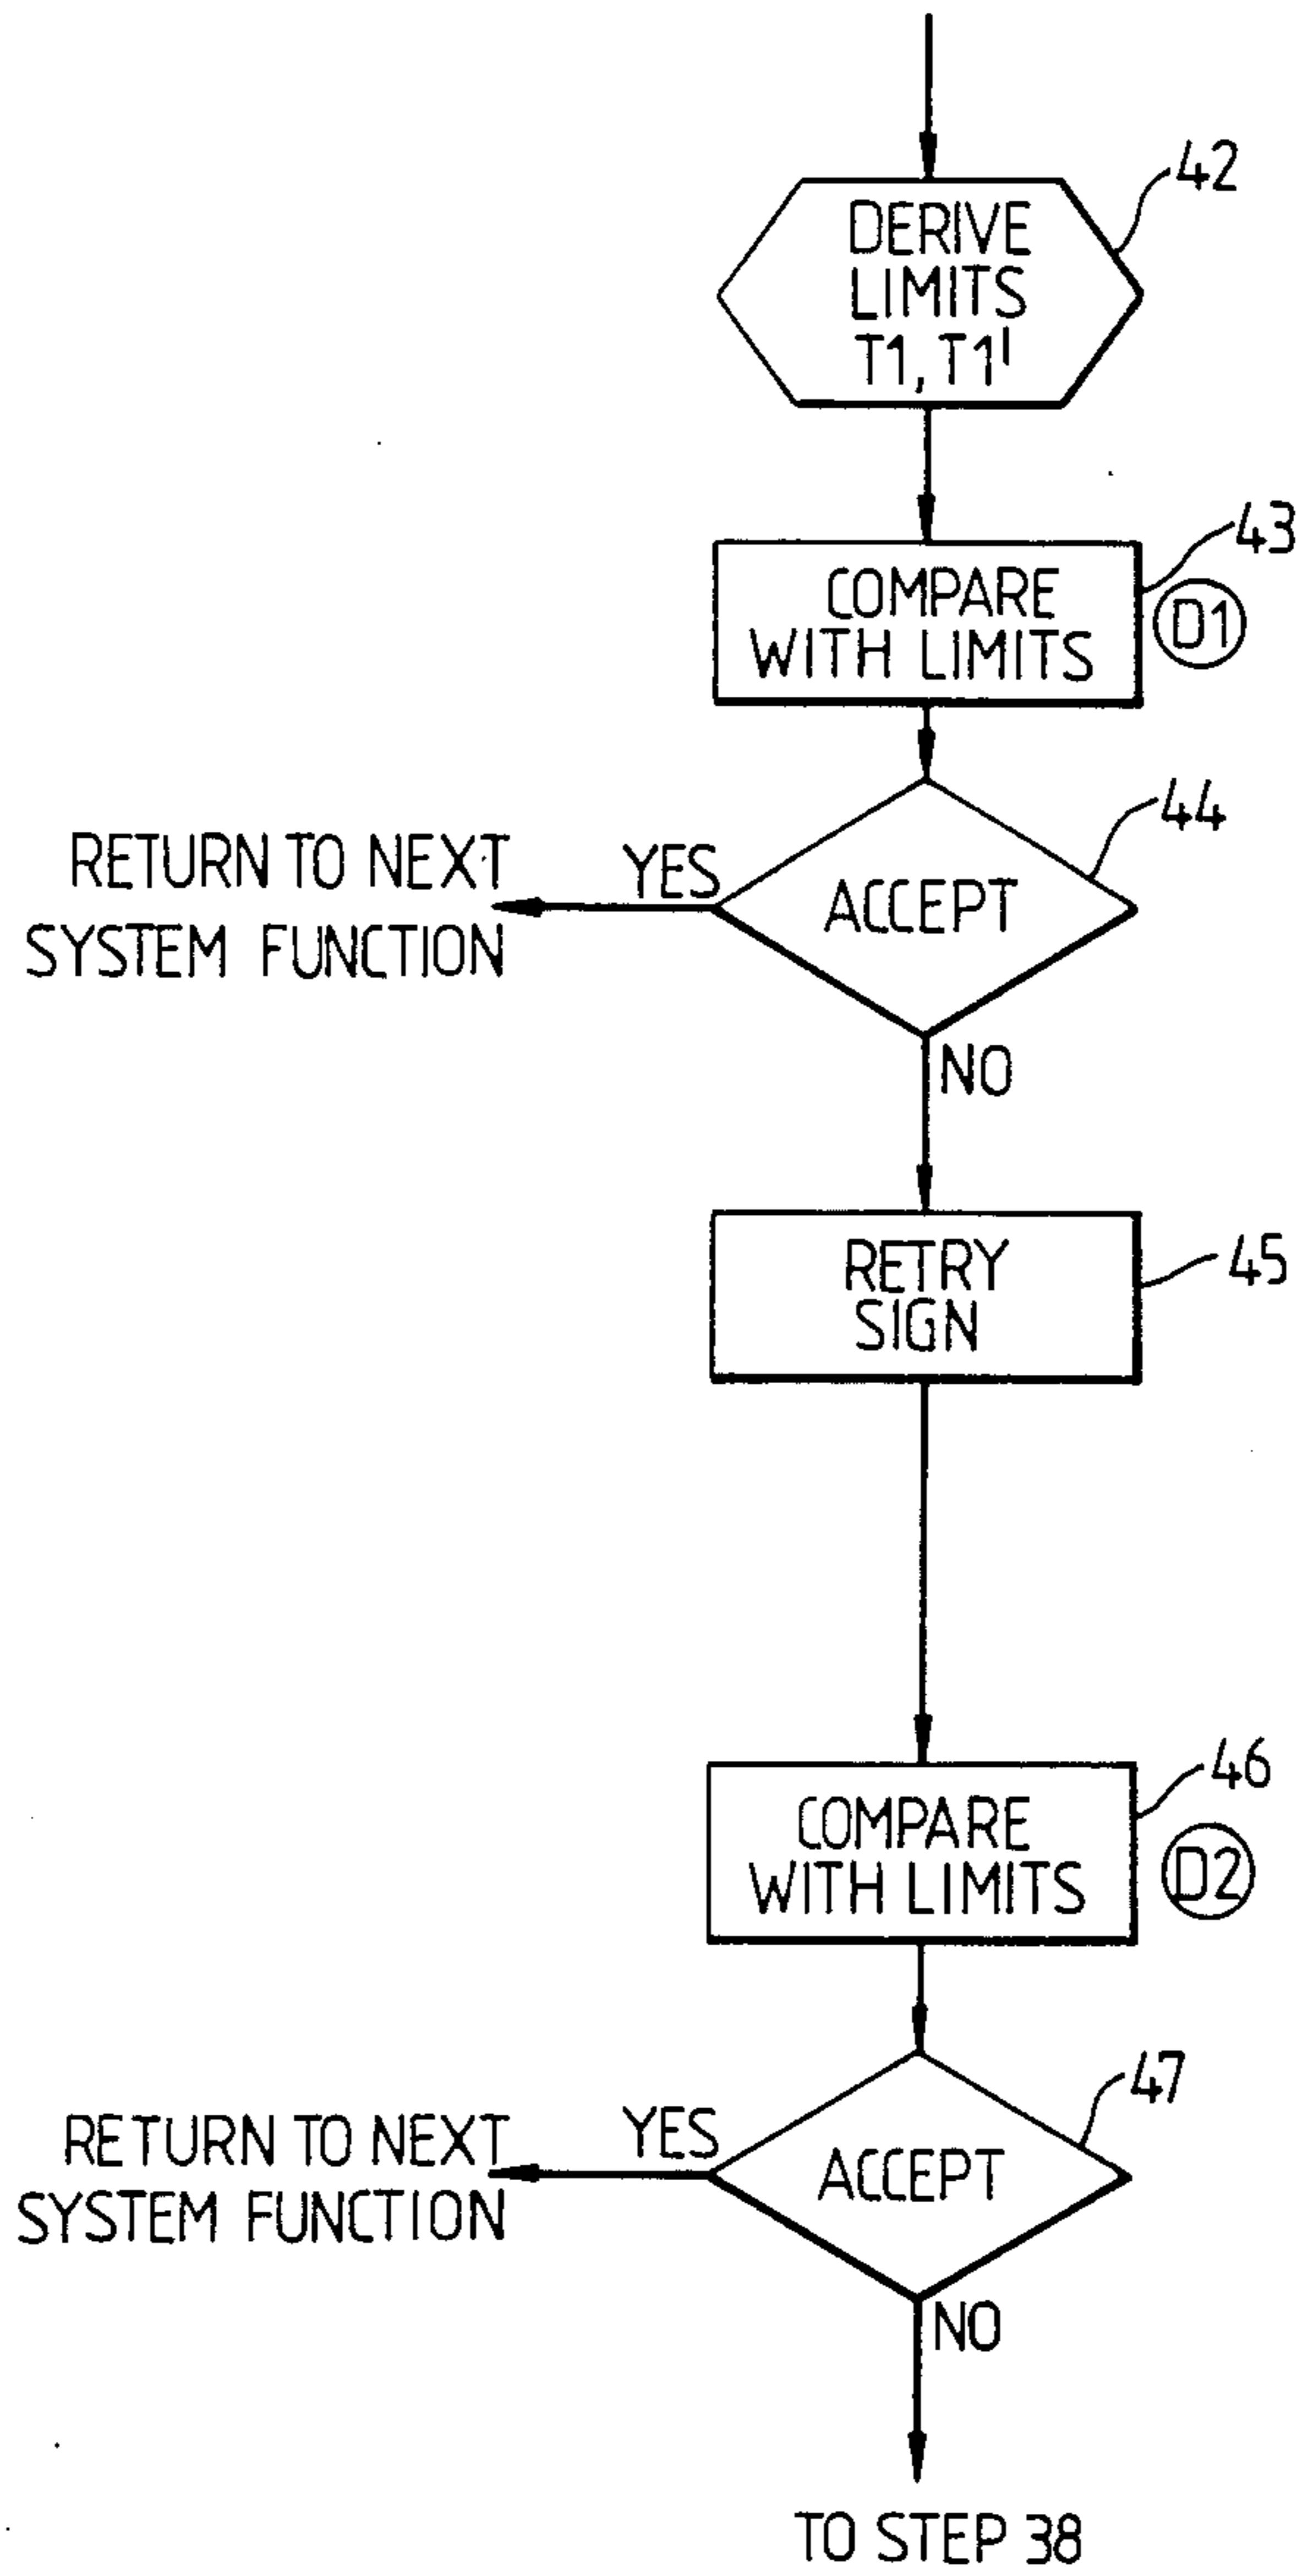 42
DERIVE
LIMITS
T1, T1'
43
COMPARE
WITH LIMITS
D1
44
RETURN TO NEXT
SYSTEM FUNCTION
YES
ACCEPT
NO
RETRY
SIGN
45
46
COMPARE
WITH LIMITS
D2
47
RETURN TO NEXT
SYSTEM FUNCTION
YES
ACCEPT
NO
TO STEP 38